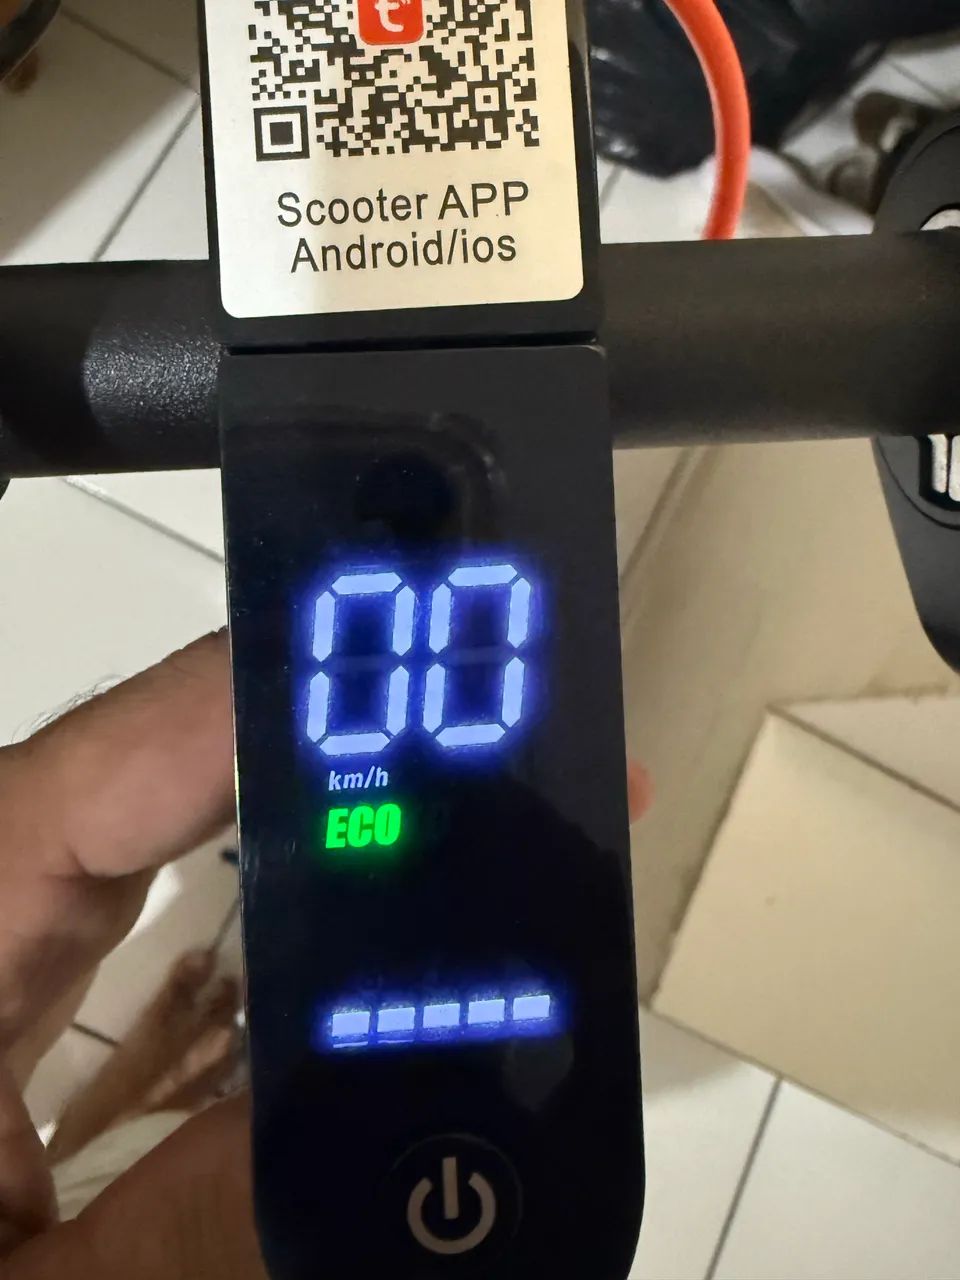 Scooter APP
Android/ios
00
km/h
ECO